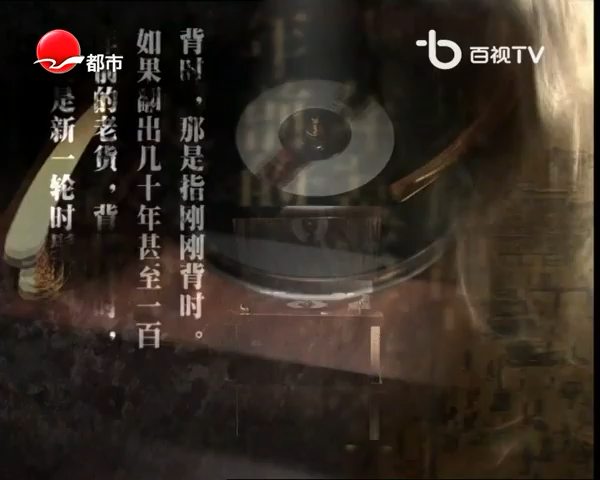 都市
百视TV
背时，那是指刚刚背时。
如果翻出几十年甚至一百
前的老货，背时，
是新一轮时